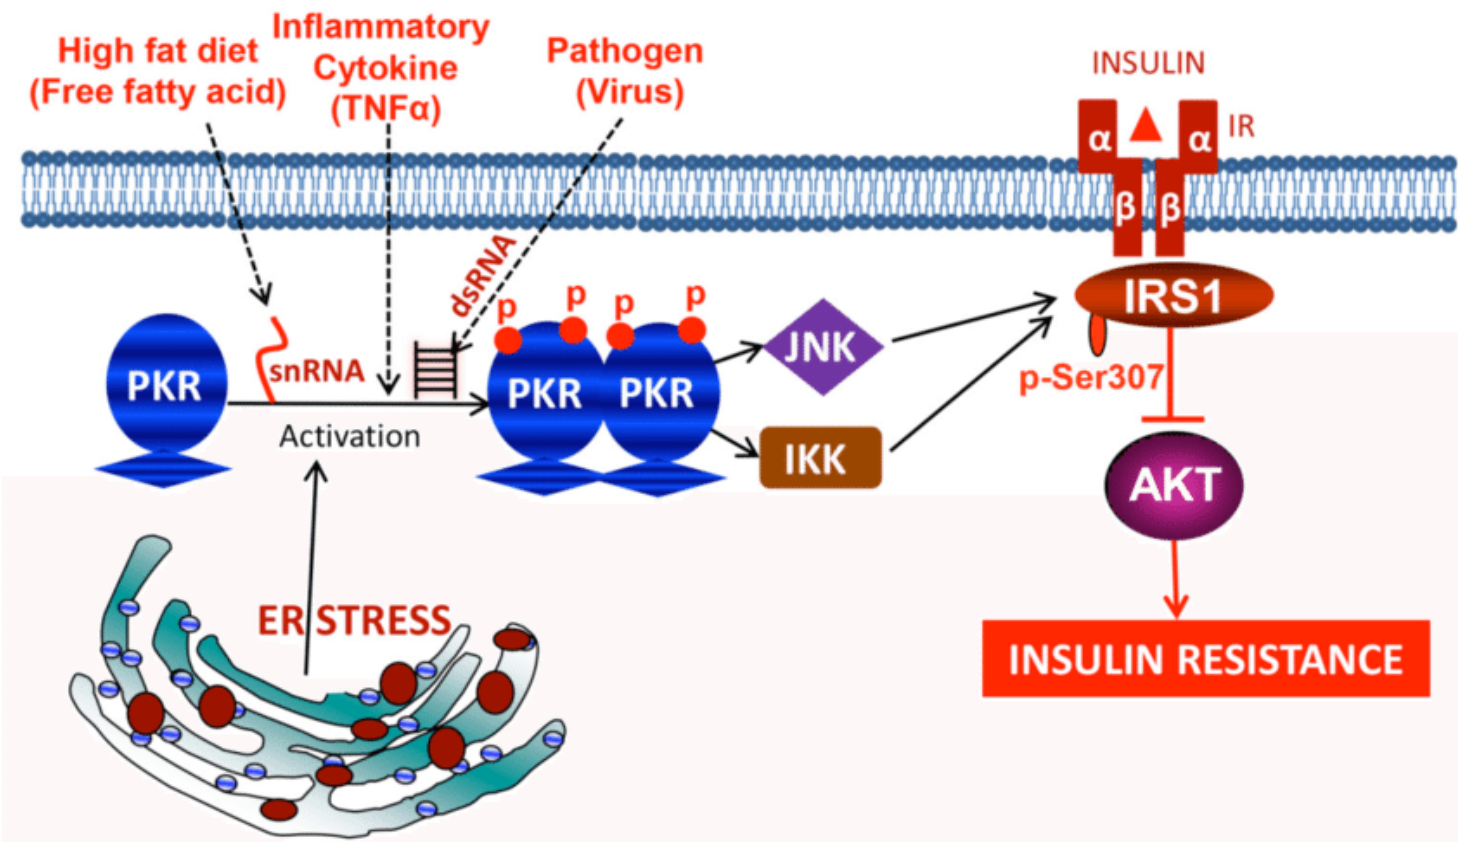 High fat diet
(Free fatty acid)
Inflammatory
Cytokine
(TNFα)
Pathogen
(Virus)
INSULIN
α
α
IR
β
β
dsRNA
p
p
p
p
IRS1
PKR
snRNA
PKR
PKR
JNK
p-Ser307
Activation
IKK
AKT
ER STRESS
INSULIN RESISTANCE